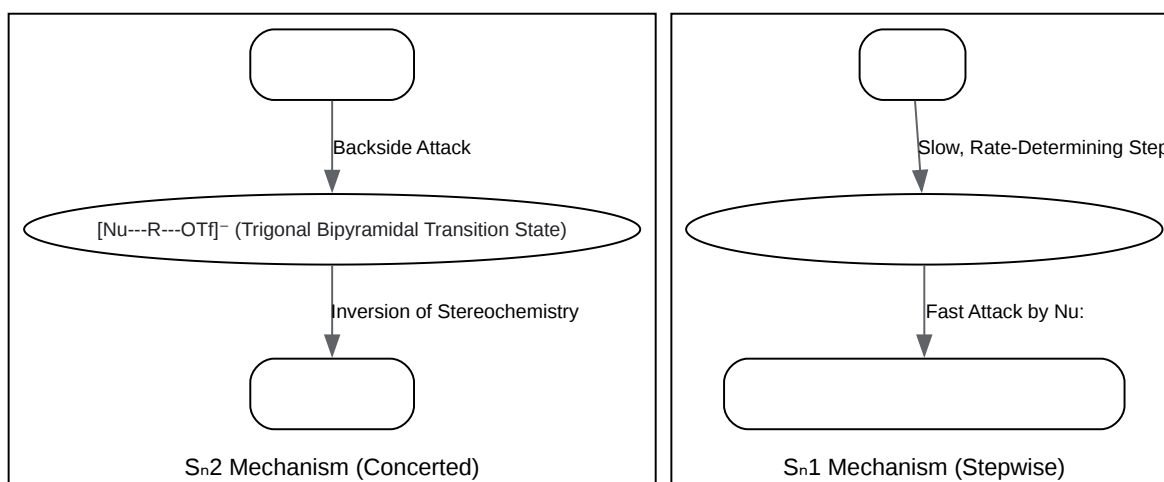 Backside Attack
[Nu---R---OTf]⁻ (Trigonal Bipyramidal Transition State)
Inversion of Stereochemistry
Sₙ2 Mechanism (Concerted)
Slow, Rate-Determining Step
Fast Attack by Nu:
Sₙ1 Mechanism (Stepwise)